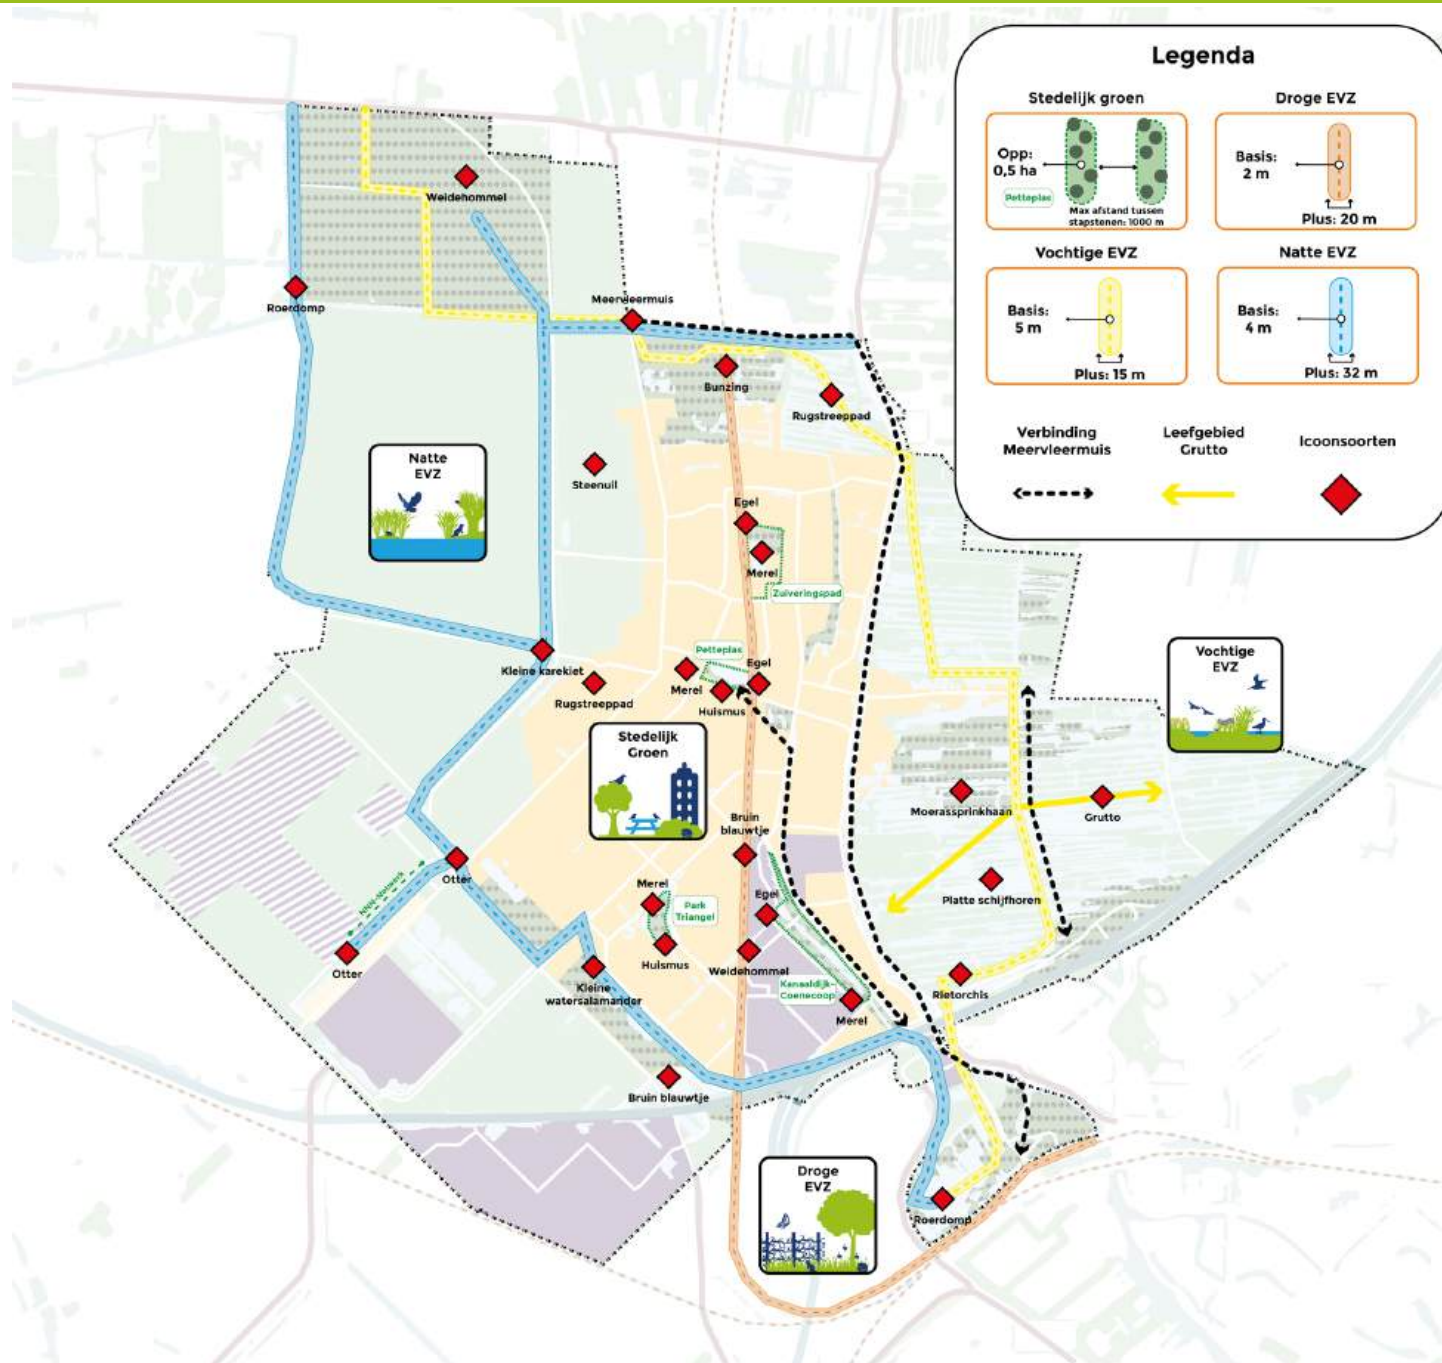 Legenda
Stedelijk groen
Opp:
0,5 ha
Petteplas
Max afstand tussen
stapstenen: 1000 m
Droge EVZ
Basis:
2 m
Plus: 20 m
Vochtige EVZ
Basis:
5 m
Plus: 15 m
Natte EVZ
Basis:
4 m
Plus: 32 m
Verbinding
Meervleermuis
Leefgebied
Grutto
Icoonsoorten
Weidehommel
Roerdomp
Meervleermuis
Bunzing
Rugstreeppad
Natte
EVZ
Steenuil
Egel
Merel
Zuiveringspad
Kleine karekiet
Rugstreeppad
Petteplas
Merel
Huismus
Egel
Vochtige
EVZ
Stedelijk
Groen
Moerassprinkhaan
Grutto
Bruin
blauwtje
Otter
NNN-Netwerk
Otter
Merel
Park
Triangel
Huismus
Egel
Weidehommel
Platte schijfhoren
Kleine
watersalamander
Kanaaldijk-
Coenecoop
Merel
Rietorchis
Bruin blauwtje
Droge
EVZ
Roerdomp